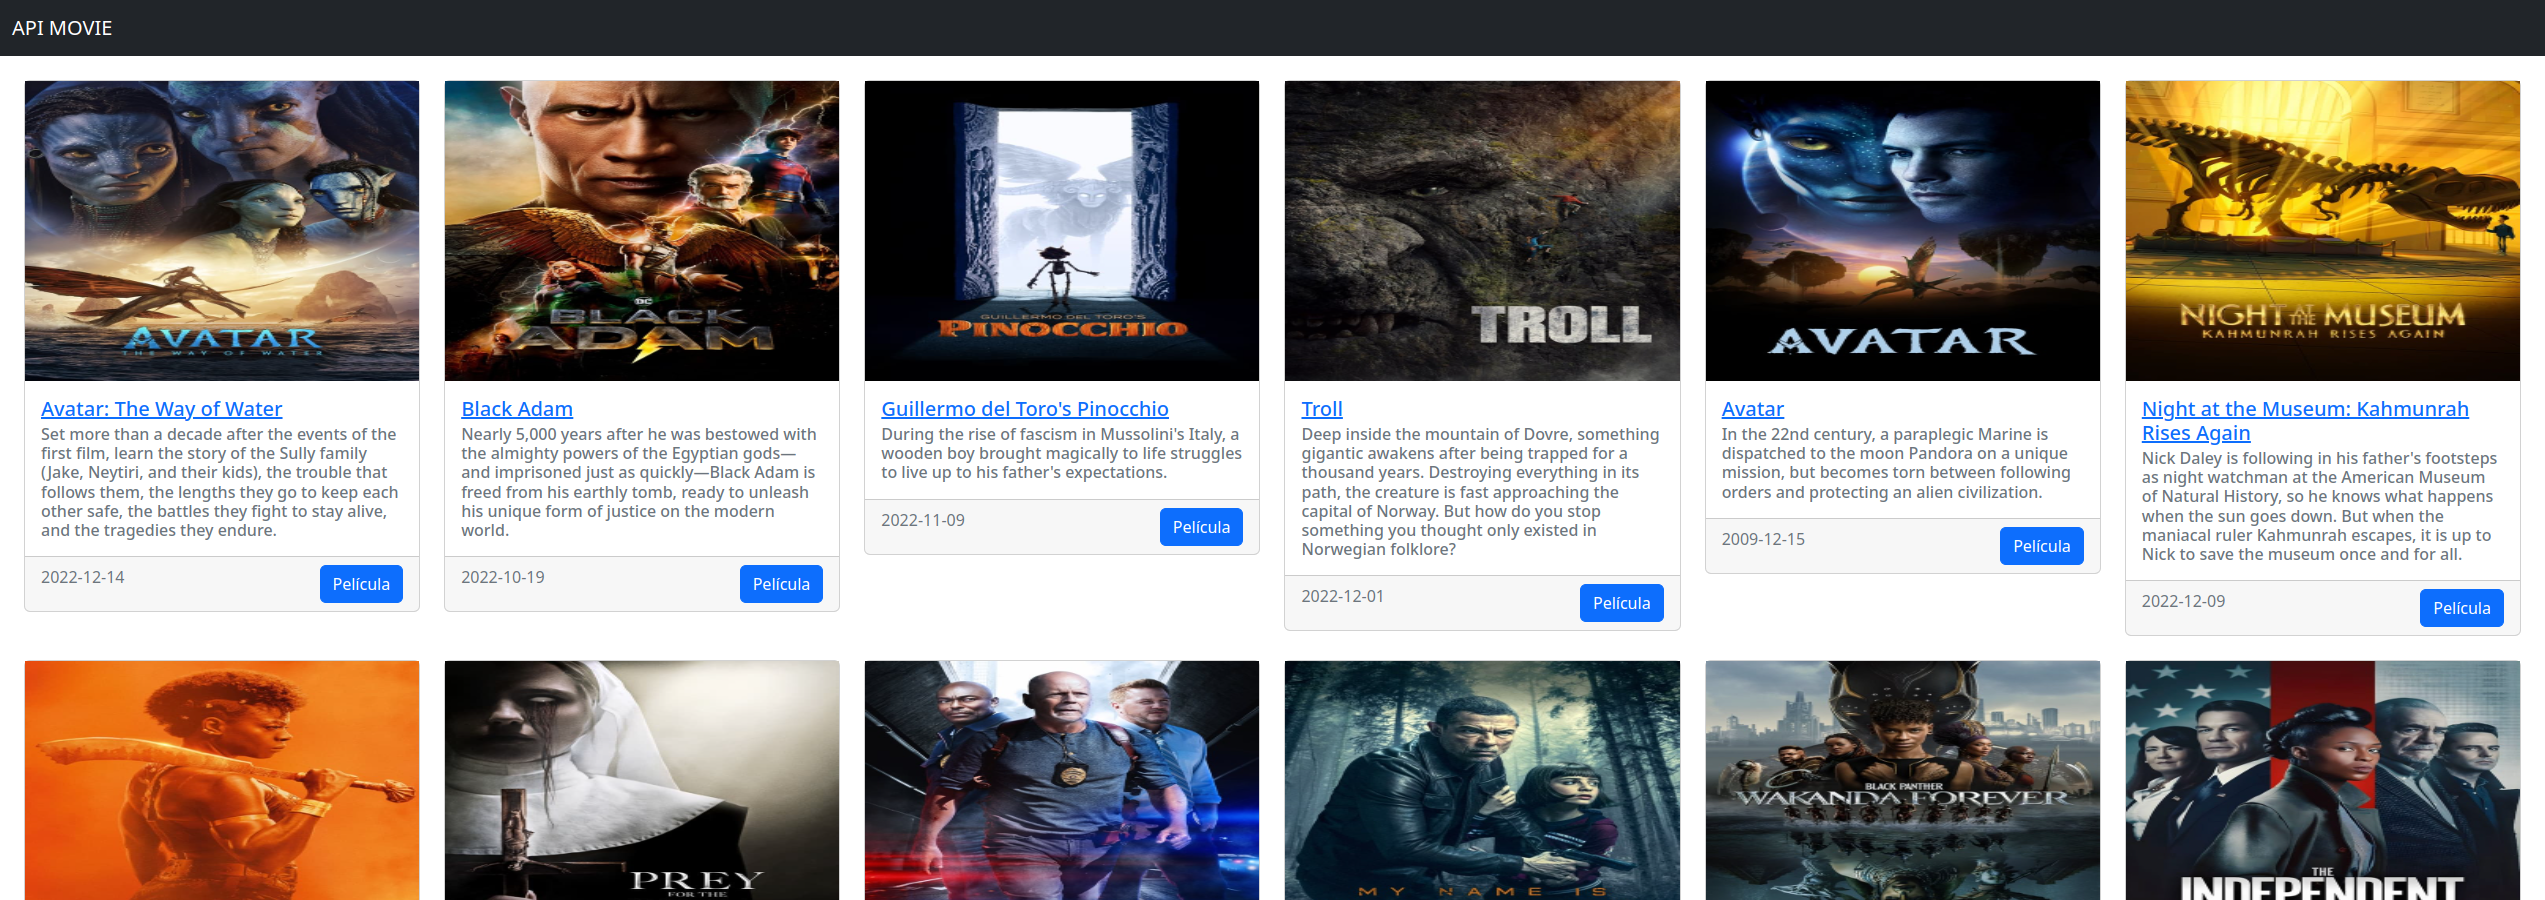 API MOVIE
AVATAR
THE WAY OF WATER
DC
BLACK
ADAM
GUILLERMO DEL TORO'S
PINOCCHIO
TROLL
AVATAR
NIGHT AT THE MUSEUM
KAHMUNRAH RISES AGAIN
Avatar: The Way of Water
Set more than a decade after the events of the
first film, learn the story of the Sully family
(Jake, Neytiri, and their kids), the trouble that
follows them, the lengths they go to keep each
other safe, the battles they fight to stay alive,
and the tragedies they endure.
2022-12-14
Película
Black Adam
Nearly 5,000 years after he was bestowed with
the almighty powers of the Egyptian gods—
and imprisoned just as quickly—Black Adam is
freed from his earthly tomb, ready to unleash
his unique form of justice on the modern
world.
2022-10-19
Película
Guillermo del Toro's Pinocchio
During the rise of fascism in Mussolini's Italy, a
wooden boy brought magically to life struggles
to live up to his father's expectations.
2022-11-09
Película
Troll
Deep inside the mountain of Dovre, something
gigantic awakens after being trapped for a
thousand years. Destroying everything in its
path, the creature is fast approaching the
capital of Norway. But how do you stop
something you thought only existed in
Norwegian folklore?
2022-12-01
Película
Avatar
In the 22nd century, a paraplegic Marine is
dispatched to the moon Pandora on a unique
mission, but becomes torn between following
orders and protecting an alien civilization.
2009-12-15
Película
Night at the Museum: Kahmunrah
Rises Again
Nick Daley is following in his father's footsteps
as night watchman at the American Museum
of Natural History, so he knows what happens
when the sun goes down. But when the
maniacal ruler Kahmunrah escapes, it is up to
Nick to save the museum once and for all.
2022-12-09
Película
PREY
FOR THE
MY NAME IS
BLACK PANTHER
WAKANDA FOREVER
THE
INDEPENDENT